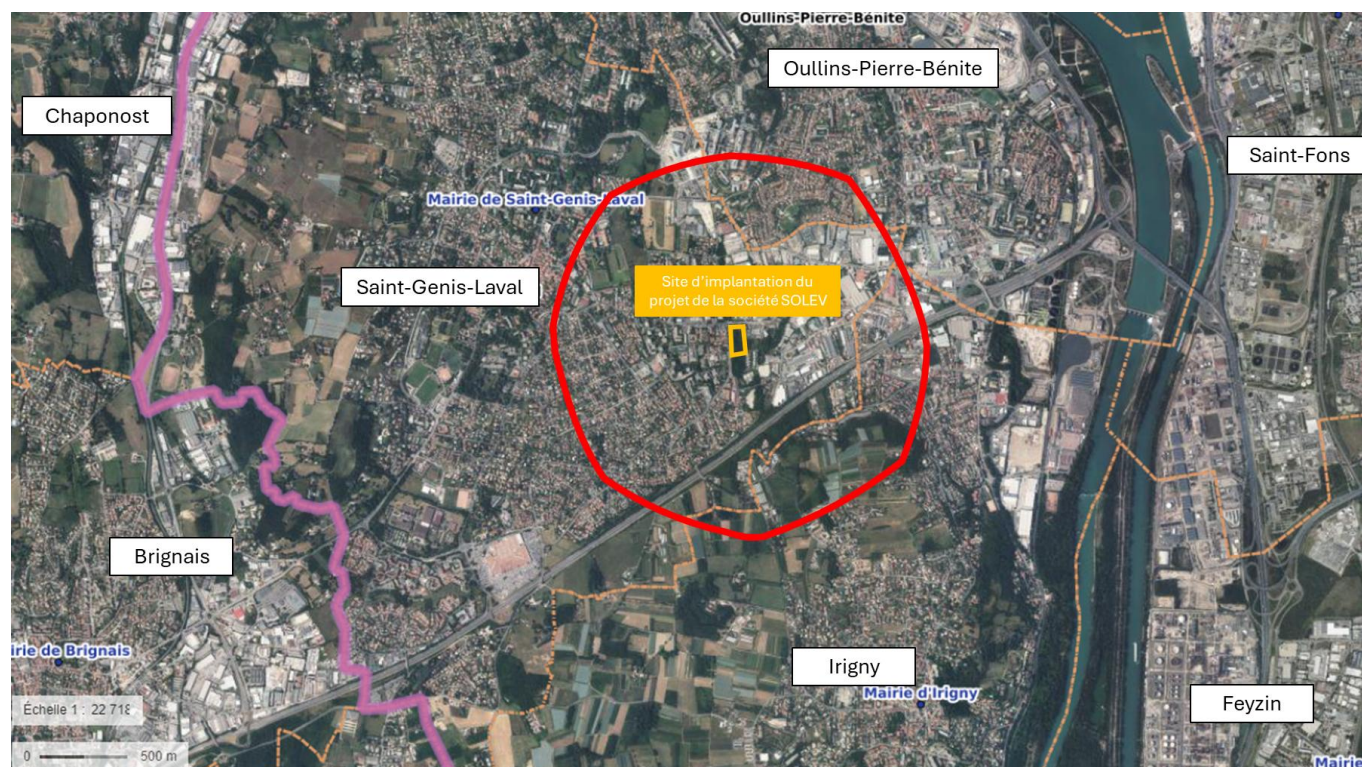 Oullins-Pierre-Bénite
Oullins-Pierre-Bénite
Chaponost
Saint-Fons
Mairie de Saint-Genis-Laval
Saint-Genis-Laval
Site d'implantation du
projet de la société SOLEV
Brignais
irie de Brignais
Irigny
Mairie d'Irigny
Feyzin
Échelle 1 : 22 718
0 500 m
Mairie